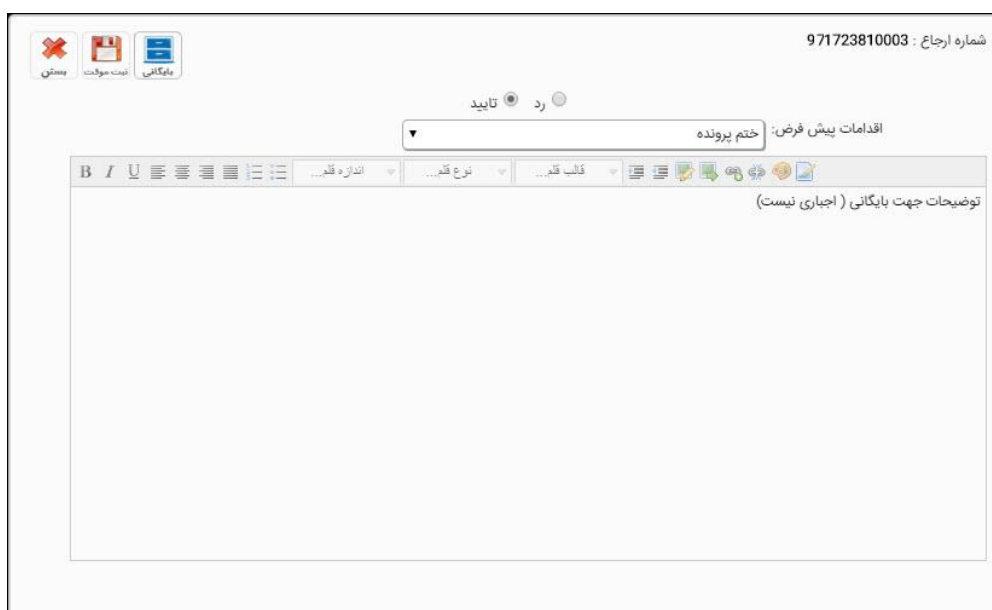 شماره ارجاع : 971723810003
بایگانی ثبت موقت بستن
رد تایید
اقدامات پیش فرض: ختم پرونده
B I U اندازه قلم... نوع قلم... قالب قلم...
توضیحات جهت بایگانی ( اجباری نیست)